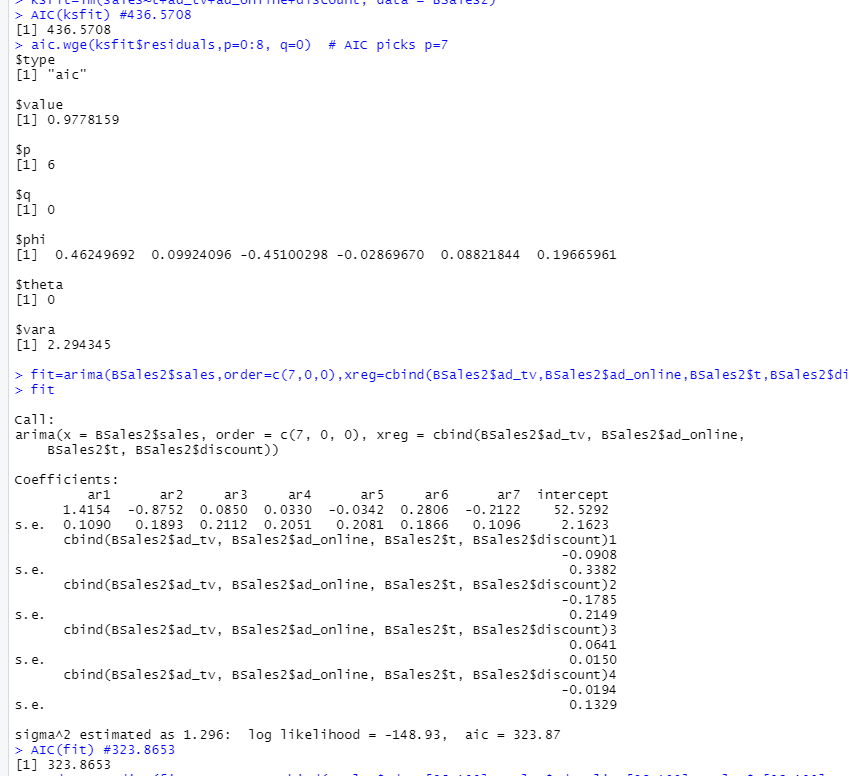 > ksfit=lm(sales~t+ad_tv+ad_online+discount, data = BSales2)
> AIC(ksfit) #436.5708
[1] 436.5708
> aic.wge(ksfit$residuals,p=0:8, q=0)  # AIC picks p=7
$type
[1] "aic"
$value
[1] 0.9778159
$p
[1] 6
$q
[1] 0
$phi
[1]  0.46249692  0.09924096 -0.45100298 -0.02869670  0.08821844  0.19665961
$theta
[1] 0
$vara
[1] 2.294345
> fit=arima(BSales2$sales,order=c(7,0,0),xreg=cbind(BSales2$ad_tv,BSales2$ad_online,BSales2$t,BSales2$di
> fit
Call:
arima(x = BSales2$sales, order = c(7, 0, 0), xreg = cbind(BSales2$ad_tv, BSales2$ad_online,
    BSales2$t, BSales2$discount))
Coefficients:
         ar1      ar2     ar3     ar4      ar5     ar6      ar7  intercept
      1.4154  -0.8752  0.0850  0.0330  -0.0342  0.2806  -0.2122    52.5292
s.e.  0.1090   0.1893  0.2112  0.2051   0.2081  0.1866   0.1096     2.1623
      cbind(BSales2$ad_tv, BSales2$ad_online, BSales2$t, BSales2$discount)1
                                                                    -0.0908
s.e.                                                                 0.3382
      cbind(BSales2$ad_tv, BSales2$ad_online, BSales2$t, BSales2$discount)2
                                                                    -0.1785
s.e.                                                                 0.2149
      cbind(BSales2$ad_tv, BSales2$ad_online, BSales2$t, BSales2$discount)3
                                                                     0.0641
s.e.                                                                 0.0150
      cbind(BSales2$ad_tv, BSales2$ad_online, BSales2$t, BSales2$discount)4
                                                                    -0.0194
s.e.                                                                 0.1329
sigma^2 estimated as 1.296:  log likelihood = -148.93,  aic = 323.87
> AIC(fit) #323.8653
[1] 323.8653